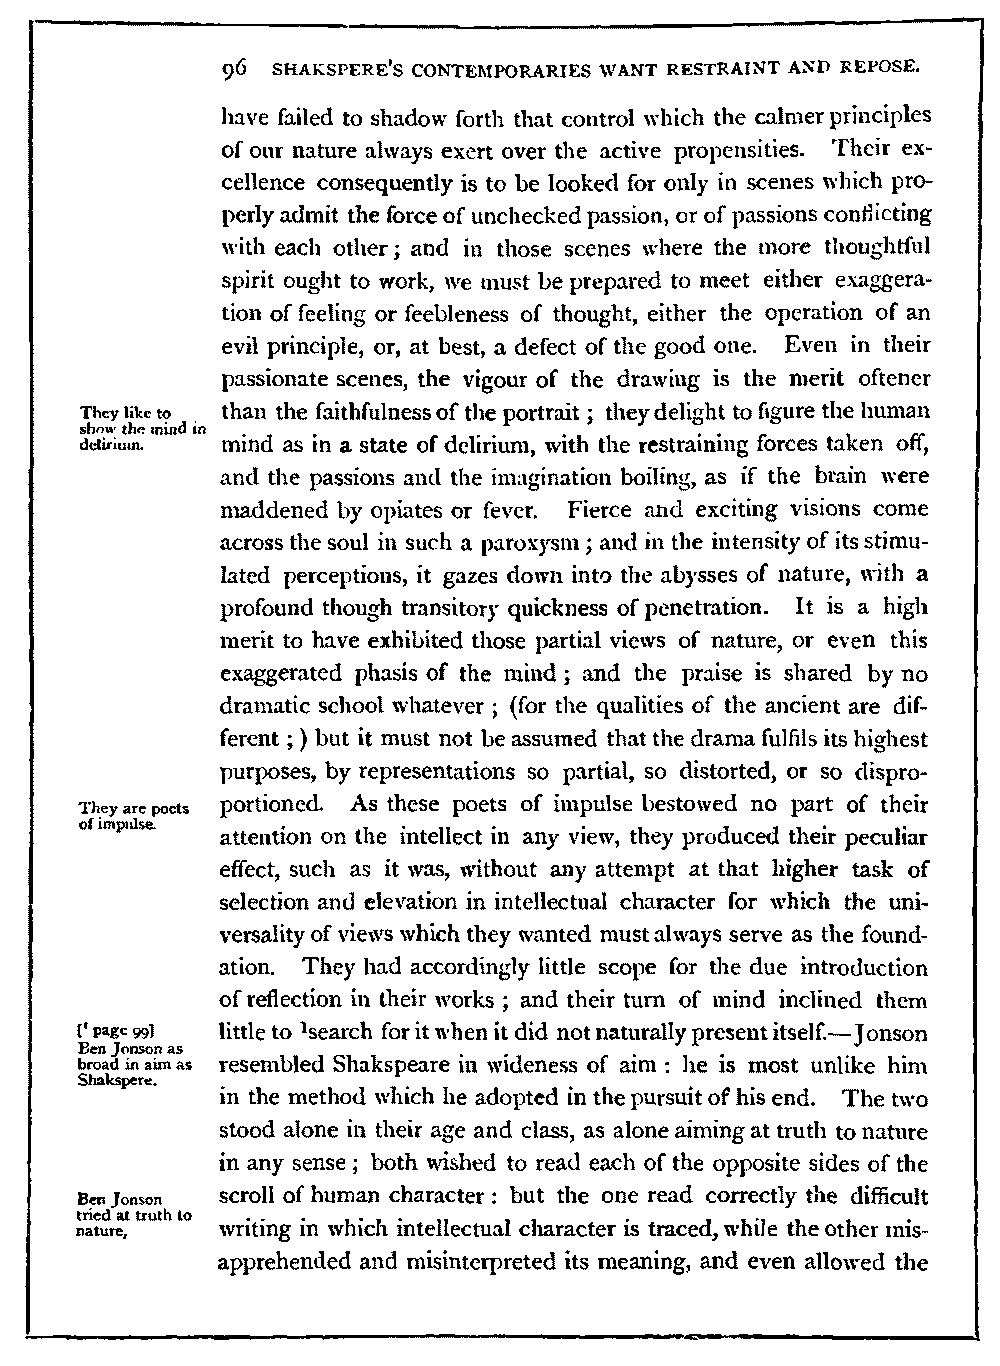 96 SHAKSPERE'S CONTEMPORARIES WANT RESTRAINT AND REPOSE.
have failed to shadow forth that control which the calmer principles
of our nature always exert over the active propensities. Their ex-
cellence consequently is to be looked for only in scenes which pro-
perly admit the force of unchecked passion, or of passions conflicting
with each other; and in those scenes where the more thoughtful
spirit ought to work, we must be prepared to meet either exaggera-
tion of feeling or feebleness of thought, either the operation of an
evil principle, or, at best, a defect of the good one. Even in their
passionate scenes, the vigour of the drawing is the merit oftener
They like to
show the mind in
delirium.
than the faithfulness of the portrait; they delight to figure the human
mind as in a state of delirium, with the restraining forces taken off,
and the passions and the imagination boiling, as if the brain were
maddened by opiates or fever. Fierce and exciting visions come
across the soul in such a paroxysm; and in the intensity of its stimu-
lated perceptions, it gazes down into the abysses of nature, with a
profound though transitory quickness of penetration. It is a high
merit to have exhibited those partial views of nature, or even this
exaggerated phasis of the mind; and the praise is shared by no
dramatic school whatever; (for the qualities of the ancient are dif-
ferent;) but it must not be assumed that the drama fulfils its highest
purposes, by representations so partial, so distorted, or so dispro-
They are poets
of impulse.
portioned. As these poets of impulse bestowed no part of their
attention on the intellect in any view, they produced their peculiar
effect, such as it was, without any attempt at that higher task of
selection and elevation in intellectual character for which the uni-
versality of views which they wanted must always serve as the found-
ation. They had accordingly little scope for the due introduction
of reflection in their works; and their turn of mind inclined them
[¹ page 99]
Ben Jonson as
broad in aim as
Shakspere.
little to ¹search for it when it did not naturally present itself.—Jonson
resembled Shakspeare in wideness of aim: he is most unlike him
in the method which he adopted in the pursuit of his end. The two
stood alone in their age and class, as alone aiming at truth to nature
in any sense; both wished to read each of the opposite sides of the
Ben Jonson
tried at truth to
nature,
scroll of human character: but the one read correctly the difficult
writing in which intellectual character is traced, while the other mis-
apprehended and misinterpreted its meaning, and even allowed the